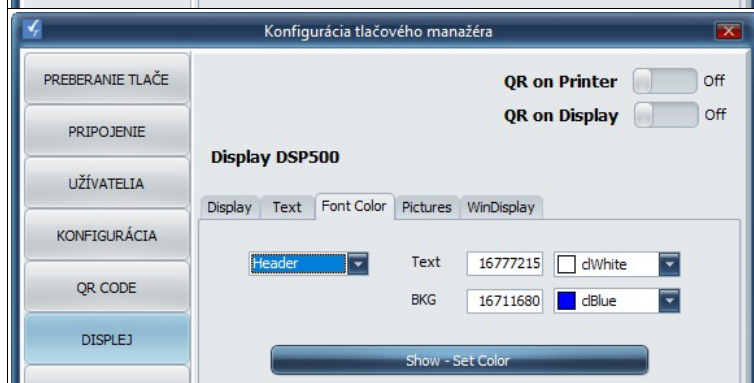 Konfigurácia tlačového manažéra
PREBERANIE TLAČE
PRIPOJENIE
UŽÍVATELIA
KONFIGURÁCIA
QR CODE
DISPLEJ
QR on Printer Off
QR on Display Off
Display DSP500
Display Text Font Color Pictures WinDisplay
Header Text 16777215 clWhite
BKG 16711680 clBlue
Show - Set Color